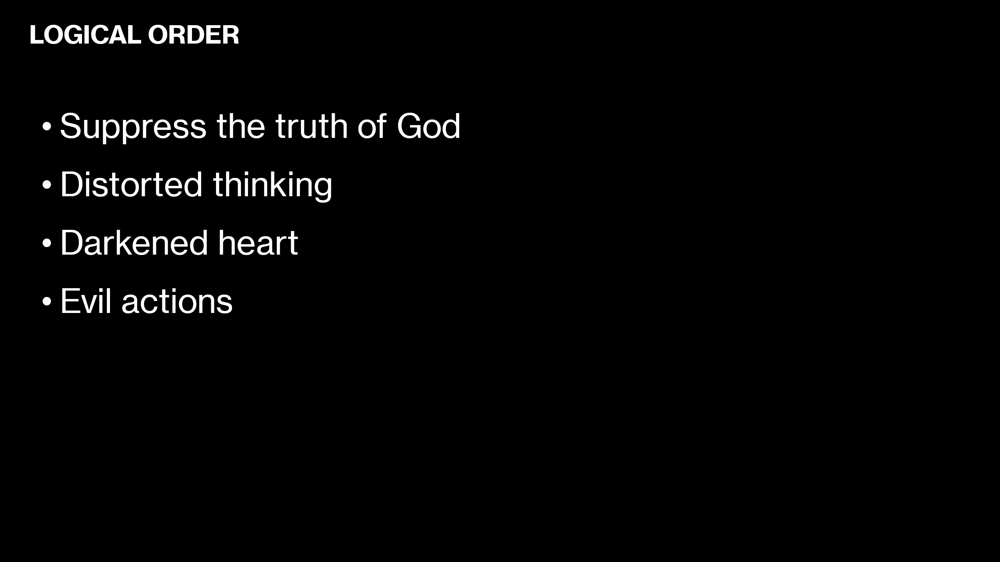 LOGICAL ORDER
• Suppress the truth of God
• Distorted thinking
• Darkened heart
• Evil actions